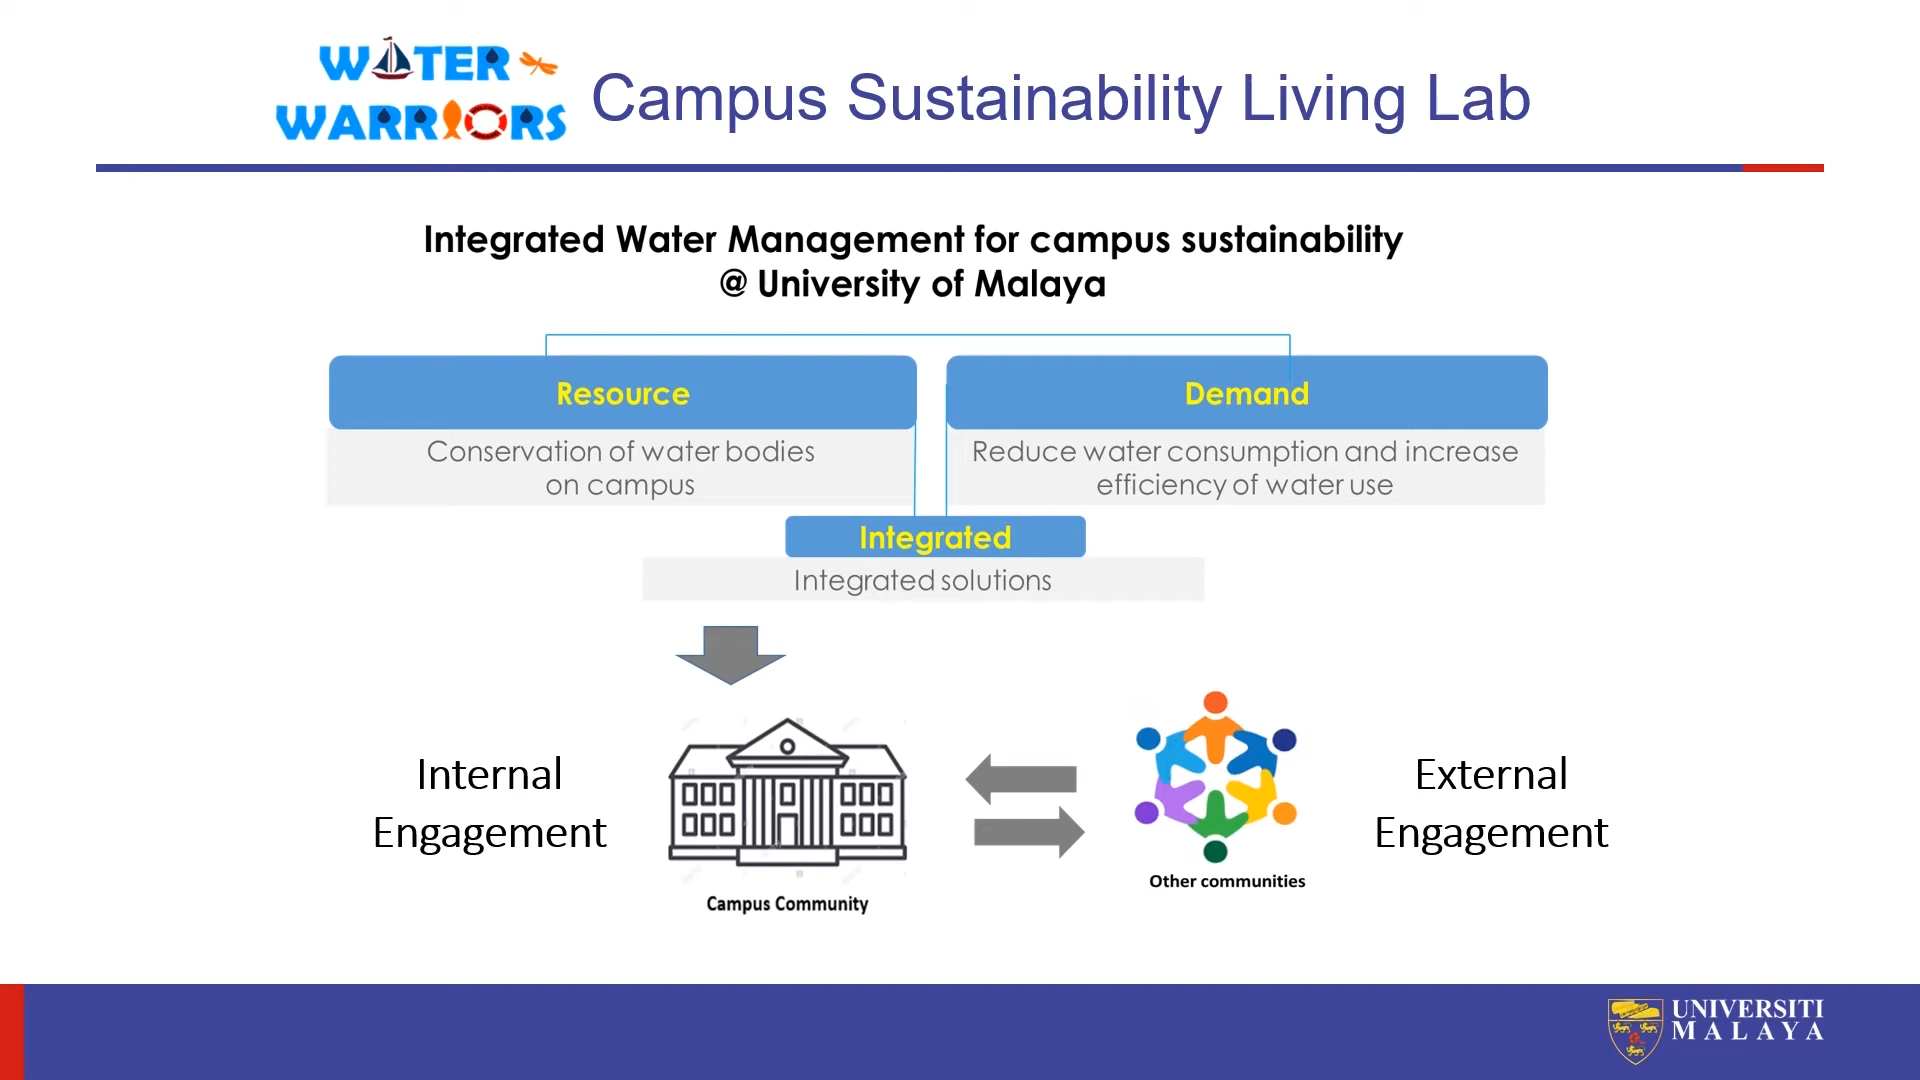 WATER
WARRIORS
Campus Sustainability Living Lab
Integrated Water Management for campus sustainability
@ University of Malaya
Resource
Demand
Conservation of water bodies
on campus
Reduce water consumption and increase
efficiency of water use
Integrated
Integrated solutions
Internal
Engagement
External
Engagement
Campus Community
Other communities
UNIVERSITI
MALAYA